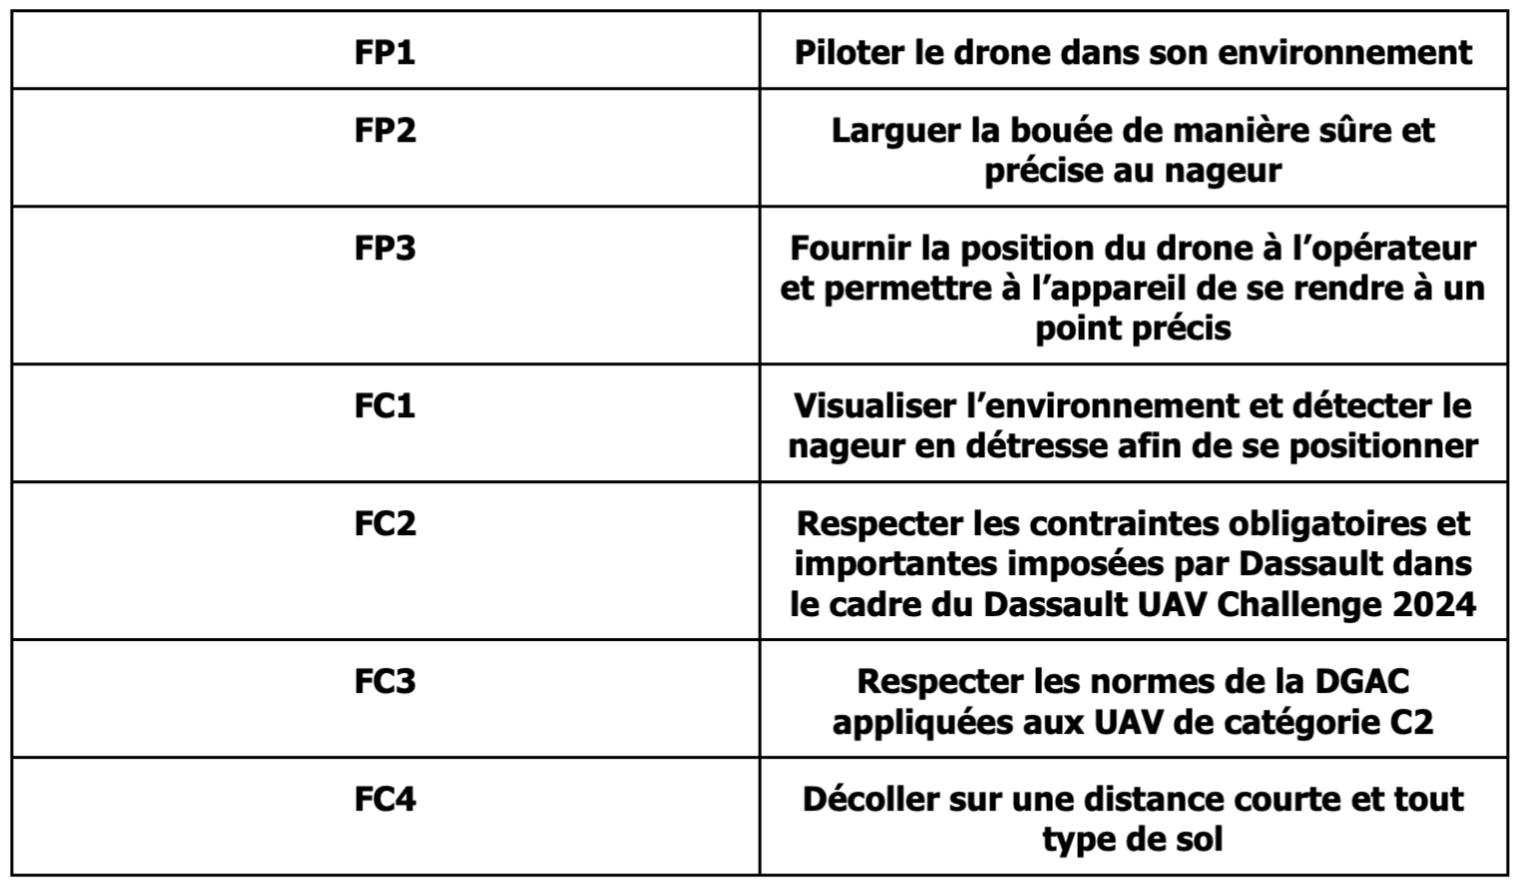 FP1
Piloter le drone dans son environnement
FP2
Larguer la bouée de manière sûre et
précise au nageur
FP3
Fournir la position du drone à l’opérateur
et permettre à l’appareil de se rendre à un
point précis
FC1
Visualiser l’environnement et détecter le
nageur en détresse afin de se positionner
FC2
Respecter les contraintes obligatoires et
importantes imposées par Dassault dans
le cadre du Dassault UAV Challenge 2024
FC3
Respecter les normes de la DGAC
appliquées aux UAV de catégorie C2
FC4
Décoller sur une distance courte et tout
type de sol